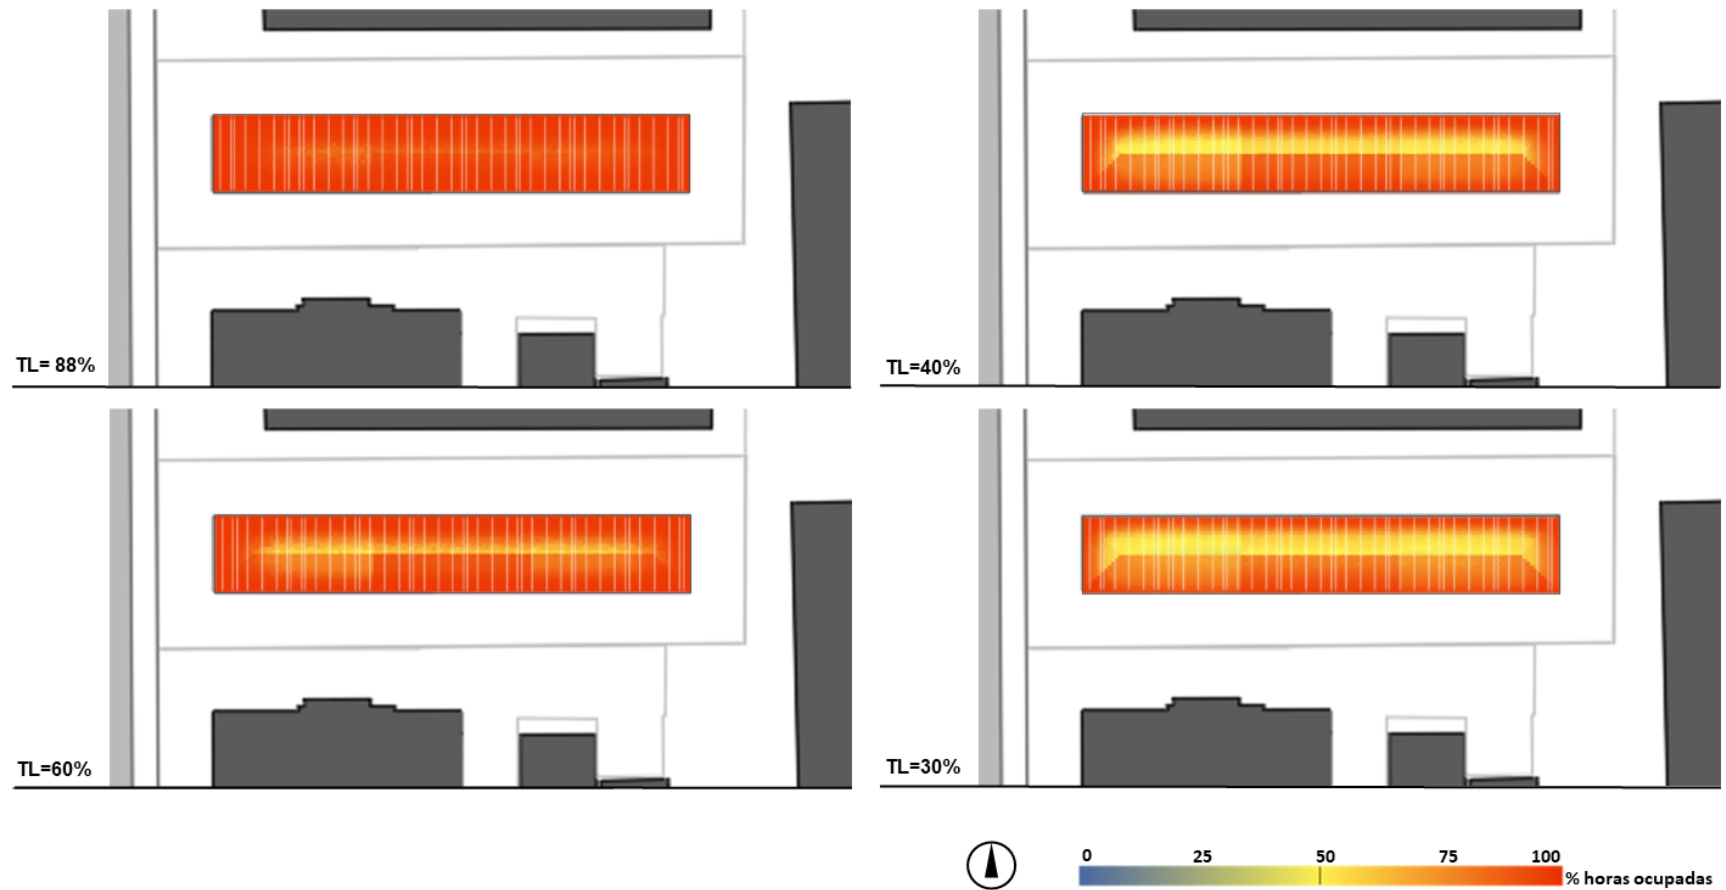 TL= 88%
TL=40%
TL=60%
TL=30%
0 25 50 75 100
% horas ocupadas